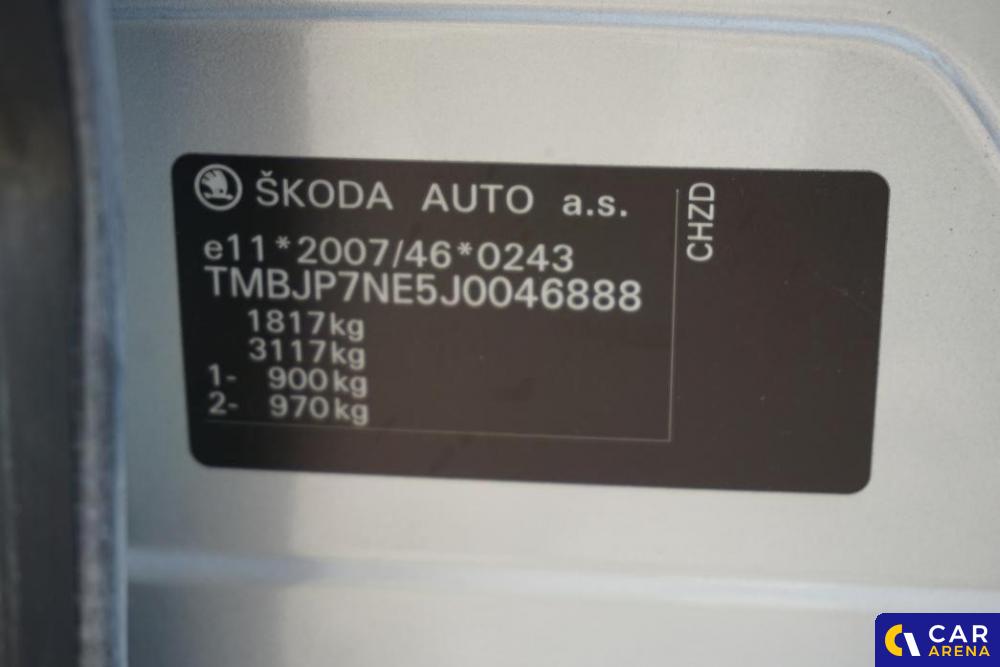 ŠKODA AUTO a.s.
e11*2007/46*0243
TMBJP7NE5J0046888
1817kg
3117kg
1- 900kg
2- 970kg
CHZD
CAR
ARENA